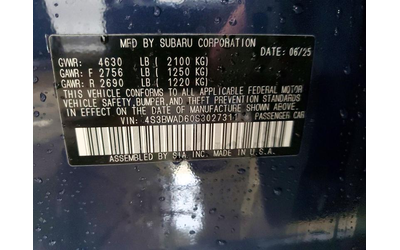 MFD BY SUBARU CORPORATION
DATE: 06/25
GVWR: 4630 LB ( 2100 KG)
GAWR: F 2756 LB ( 1250 KG)
GAWR: R 2690 LB ( 1220 KG)
THIS VEHICLE CONFORMS TO ALL APPLICABLE FEDERAL MOTOR
VEHICLE SAFETY, BUMPER, AND THEFT PREVENTION STANDARDS
IN EFFECT ON THE DATE OF MANUFACTURE SHOWN ABOVE.
VIN: PASSENGER CAR
ASSEMBLED BY SIA INC. MADE IN U.S.A.